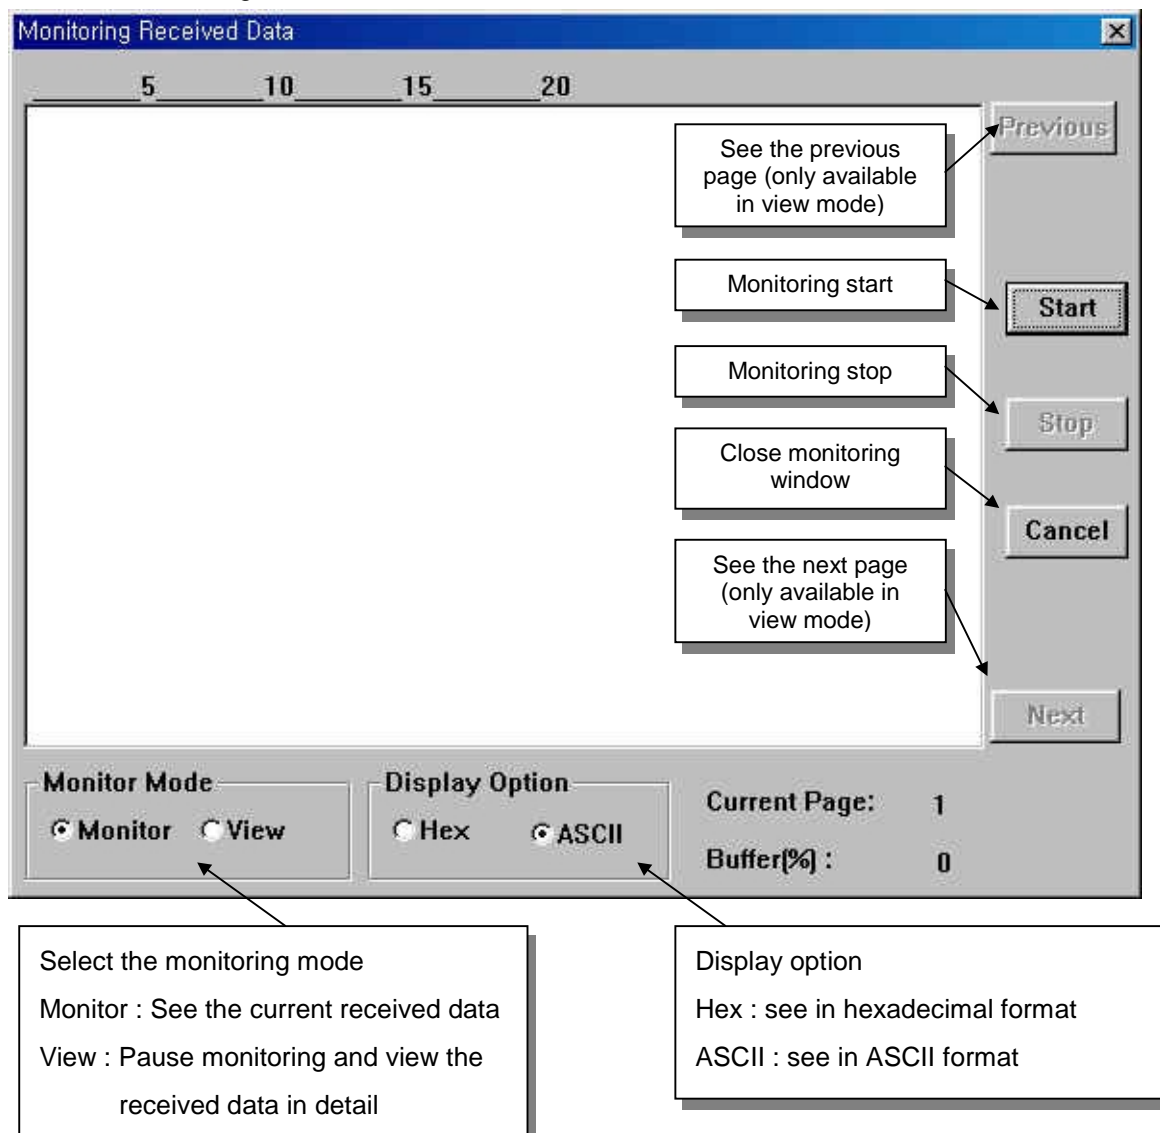 Monitoring Received Data
5 10 15 20
Previous
See the previous
page (only available
in view mode)
Monitoring start
Start
Monitoring stop
Stop
Close monitoring
window
Cancel
See the next page
(only available in
view mode)
Next
Monitor Mode
Monitor View
Display Option
Hex ASCII
Current Page: 1
Buffer(%) : 0
Select the monitoring mode
Monitor : See the current received data
View : Pause monitoring and view the
received data in detail
Display option
Hex : see in hexadecimal format
ASCII : see in ASCII format